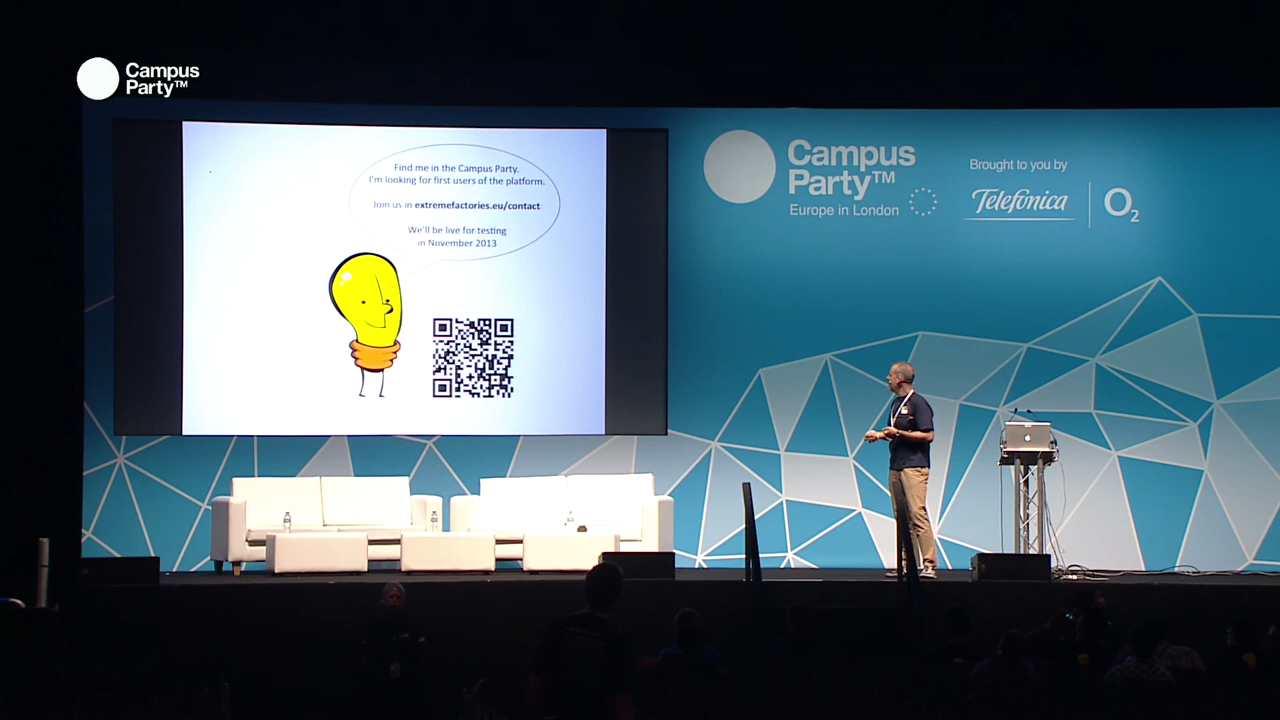 Campus
Party™
Find me in the Campus Party.
I'm looking for first users of the platform.
Join us in extremefactories.eu/contact
We'll be live for testing
in November 2013
Campus
Party™
Europe in London
Brought to you by
Telefónica
O2